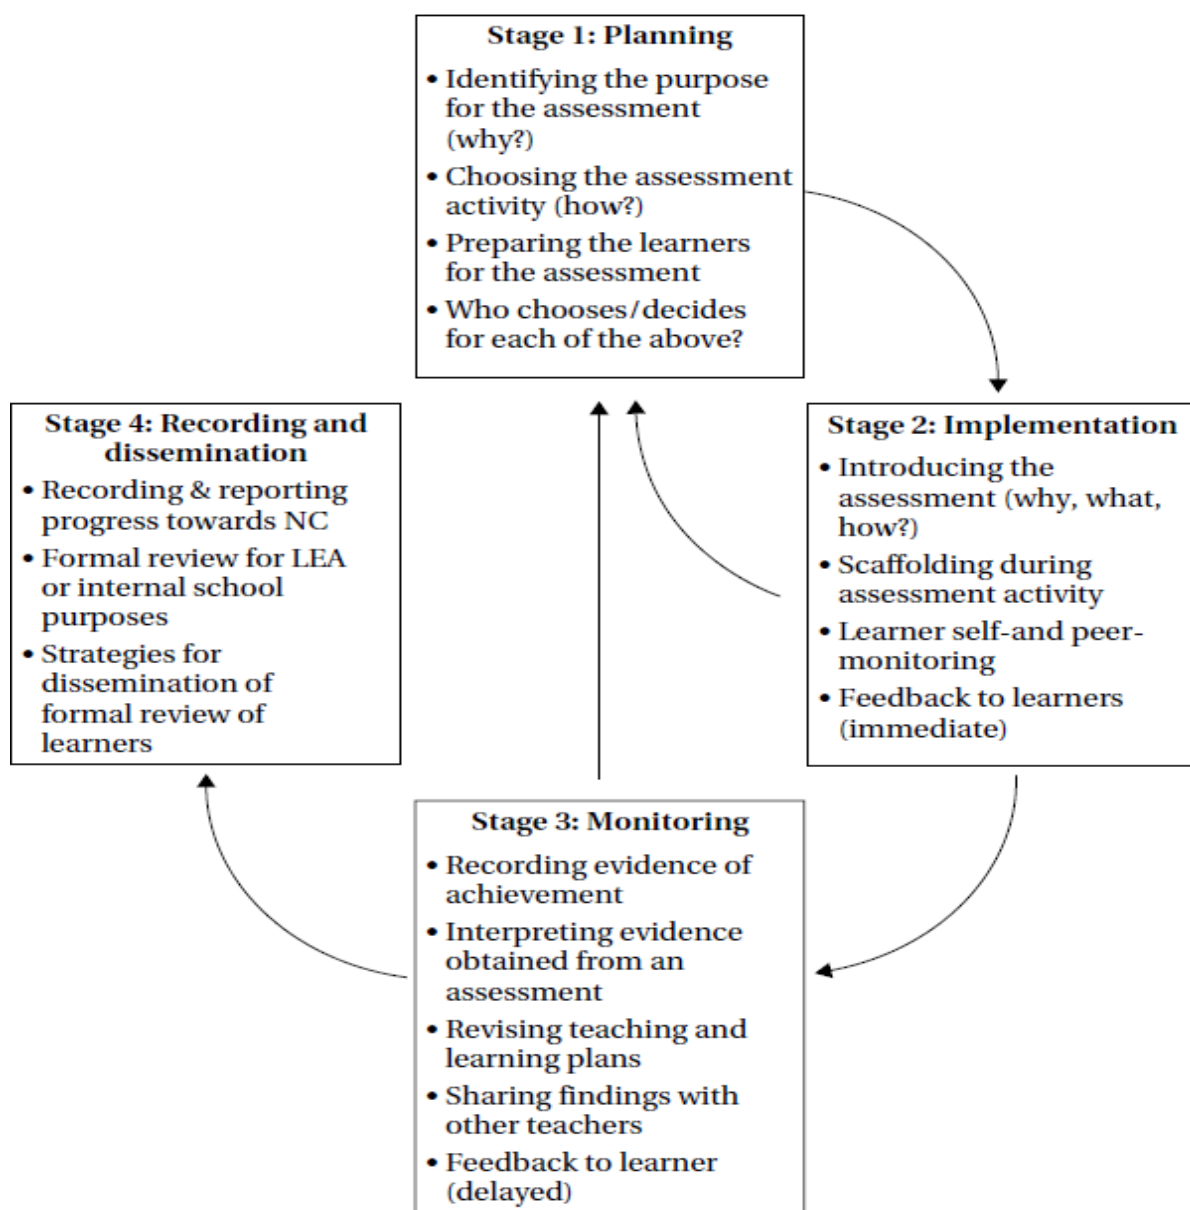 Stage 1: Planning
• Identifying the purpose
for the assessment
(why?)
• Choosing the assessment
activity (how?)
• Preparing the learners
for the assessment
• Who chooses/decides
for each of the above?
Stage 2: Implementation
• Introducing the
assessment (why, what,
how?)
• Scaffolding during
assessment activity
• Learner self-and peer-
monitoring
• Feedback to learners
(immediate)
Stage 3: Monitoring
• Recording evidence of
achievement
• Interpreting evidence
obtained from an
assessment
• Revising teaching and
learning plans
• Sharing findings with
other teachers
• Feedback to learner
(delayed)
Stage 4: Recording and
dissemination
• Recording & reporting
progress towards NC
• Formal review for LEA
or internal school
purposes
• Strategies for
dissemination of
formal review of
learners